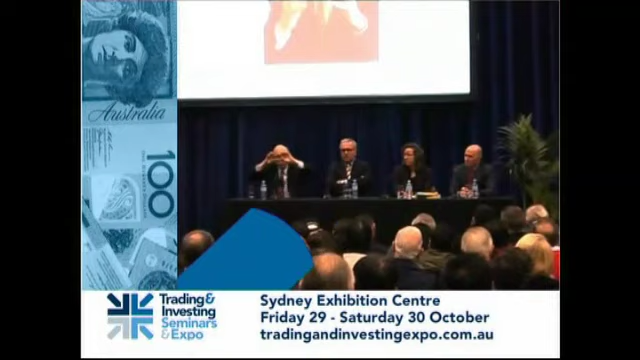 Australia
100
Trading&
Investing
Seminars
&Expo
Sydney Exhibition Centre
Friday 29 - Saturday 30 October
tradingandinvestingexpo.com.au